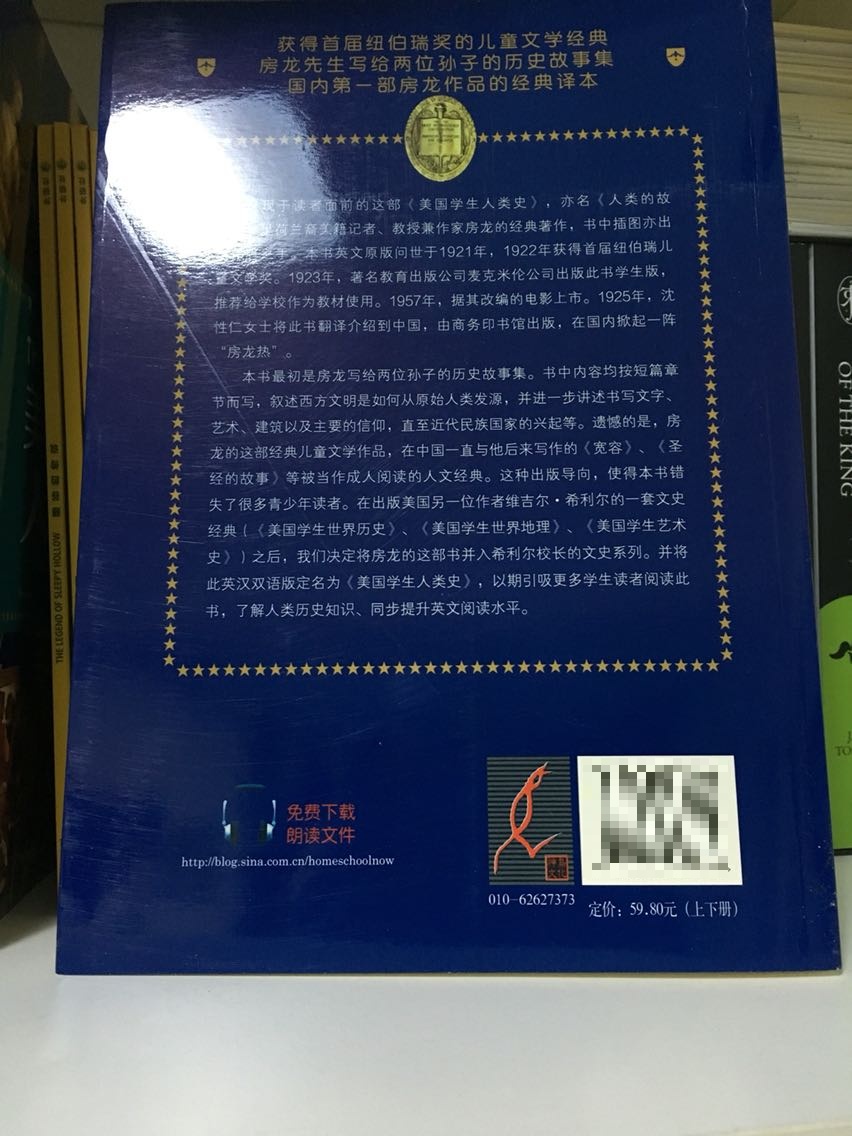 获得首届纽伯瑞奖的儿童文学经典
房龙先生写给两位孙子的历史故事集
国内第一部房龙作品的经典译本
现于读者面前的这部《美国学生人类史》，亦名《人类的故
荷兰裔美籍记者、教授兼作家房龙的经典著作，书中插图亦出
本书英文原版问世于1921年，1922年获得首届纽伯瑞儿
童文学奖。1923年，著名教育出版公司麦克米伦公司出版此书学生版，
推荐给学校作为教材使用。1957年，据其改编的电影上市。1925年，沈
性仁女士将此书翻译介绍到中国，由商务印书馆出版，在国内掀起一阵
“房龙热”。
本书最初是房龙写给两位孙子的历史故事集。书中内容均按短篇章
节而写，叙述西方文明是如何从原始人类发源，并进一步讲述书写文字、
艺术、建筑以及主要的信仰，直至近代民族国家的兴起等。遗憾的是，房
龙的这部经典儿童文学作品，在中国一直与他后来写作的《宽容》、《圣
经的故事》等被当作成人阅读的人文经典。这种出版导向，使得本书错
失了很多青少年读者。在出版美国另一位作者维吉尔·希利尔的一套文史
经典（《美国学生世界历史》、《美国学生世界地理》、《美国学生艺术
史》）之后，我们决定将房龙的这部书并入希利尔校长的文史系列。并将
此英汉双语版定名为《美国学生人类史》，以期引吸更多学生读者阅读此
书，了解人类历史知识、同步提升英文阅读水平。
免费下载
朗读文件
http://blog.sina.com.cn/homeschoolnow
010-62627373
定价：59.80元（上下册）
THE LEGEND OF SLEEPY HOLLOW
OF THE KING